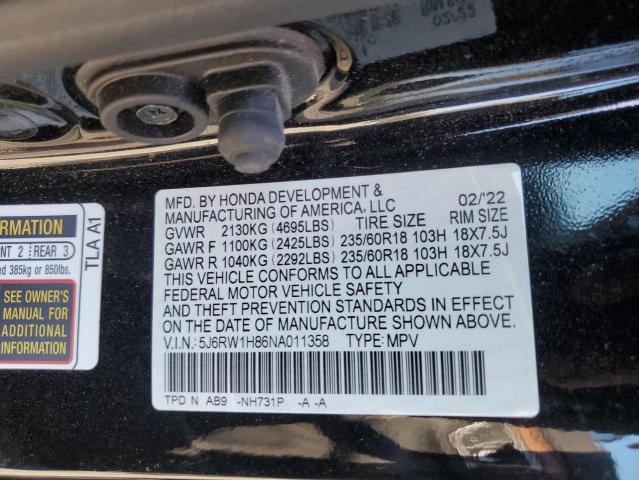 MFD. BY HONDA DEVELOPMENT &
MANUFACTURING OF AMERICA, LLC 02/'22
GVWR 2130KG (4695LBS) TIRE SIZE RIM SIZE
GAWR F 1100KG (2425LBS) 235/60R18 103H 18X7.5J
GAWR R 1040KG (2292LBS) 235/60R18 103H 18X7.5J
THIS VEHICLE CONFORMS TO ALL APPLICABLE
FEDERAL MOTOR VEHICLE SAFETY
AND THEFT PREVENTION STANDARDS IN EFFECT
ON THE DATE OF MANUFACTURE SHOWN ABOVE.
V.I.N.: 5J6RW1H86NA011358 TYPE: MPV
TPD N AB9 -NH731P -A -A
TLA A1
ORMATION
NT 2 REAR 3
ed 385kg or 850lbs.
SEE OWNER'S
MANUAL FOR
ADDITIONAL
INFORMATION